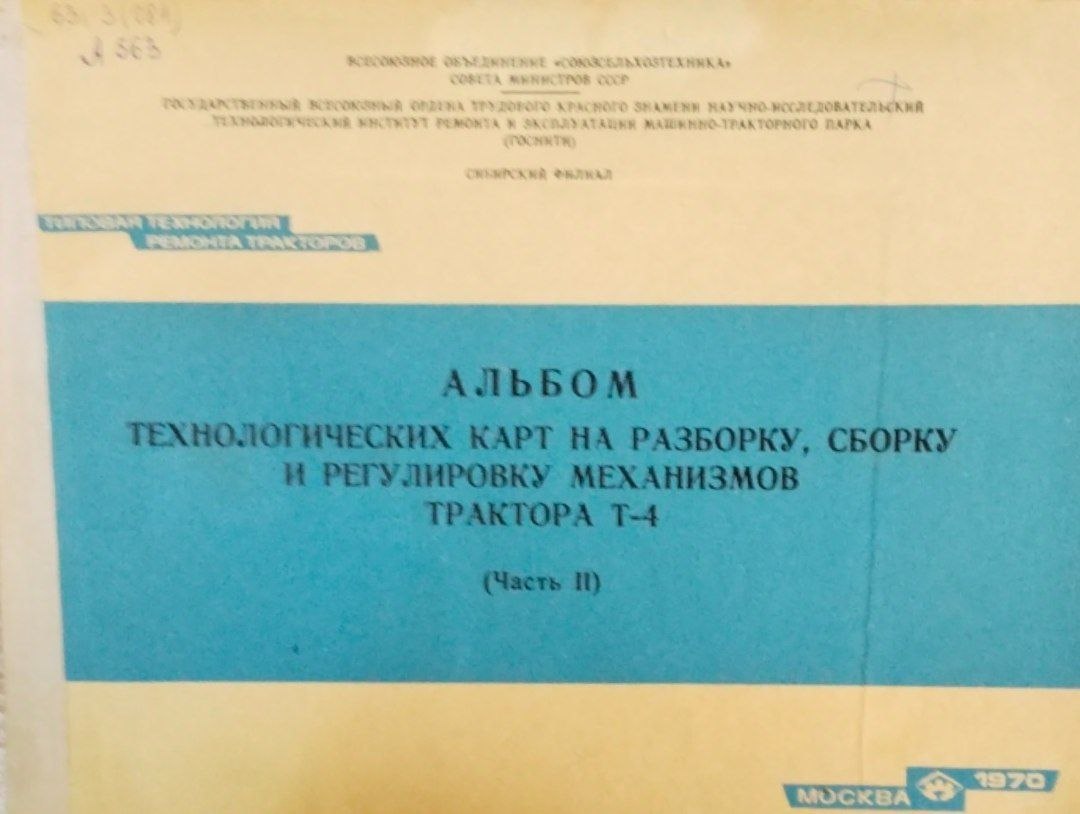 63.3(084)
А 563
ВСЕСОЮЗНОЕ ОБЪЕДИНЕНИЕ «СОЮЗСЕЛЬХОЗТЕХНИКА»
СОВЕТА МИНИСТРОВ СССР
ГОСУДАРСТВЕННЫЙ ВСЕСОЮЗНЫЙ ОРДЕНА ТРУДОВОГО КРАСНОГО ЗНАМЕНИ НАУЧНО-ИССЛЕДОВАТЕЛЬСКИЙ
ТЕХНОЛОГИЧЕСКИЙ ИНСТИТУТ РЕМОНТА И ЭКСПЛУАТАЦИИ МАШИННО-ТРАКТОРНОГО ПАРКА
(ГОСНИТИ)
СИБИРСКИЙ ФИЛИАЛ
ТИПОВАЯ ТЕХНОЛОГИЯ
РЕМОНТА ТРАКТОРОВ
АЛЬБОМ
ТЕХНОЛОГИЧЕСКИХ КАРТ НА РАЗБОРКУ, СБОРКУ
И РЕГУЛИРОВКУ МЕХАНИЗМОВ
ТРАКТОРА Т-4
(Часть II)
МОСКВА 1970